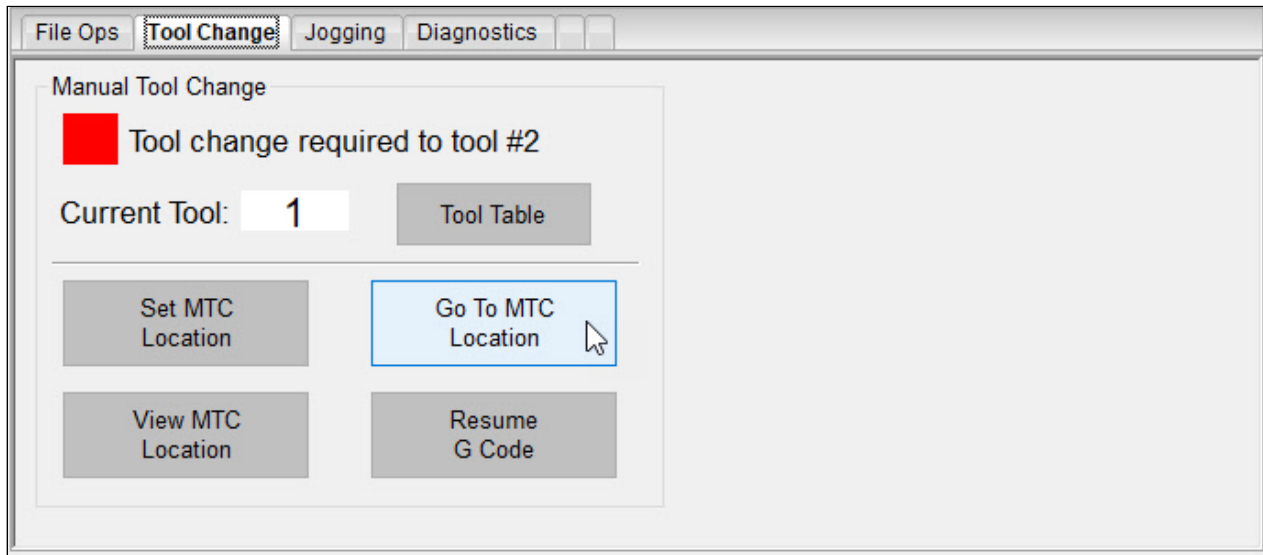 File Ops Tool Change Jogging Diagnostics
Manual Tool Change
Tool change required to tool #2
Current Tool: 1 Tool Table
Set MTC
Location
Go To MTC
Location
View MTC
Location
Resume
G Code